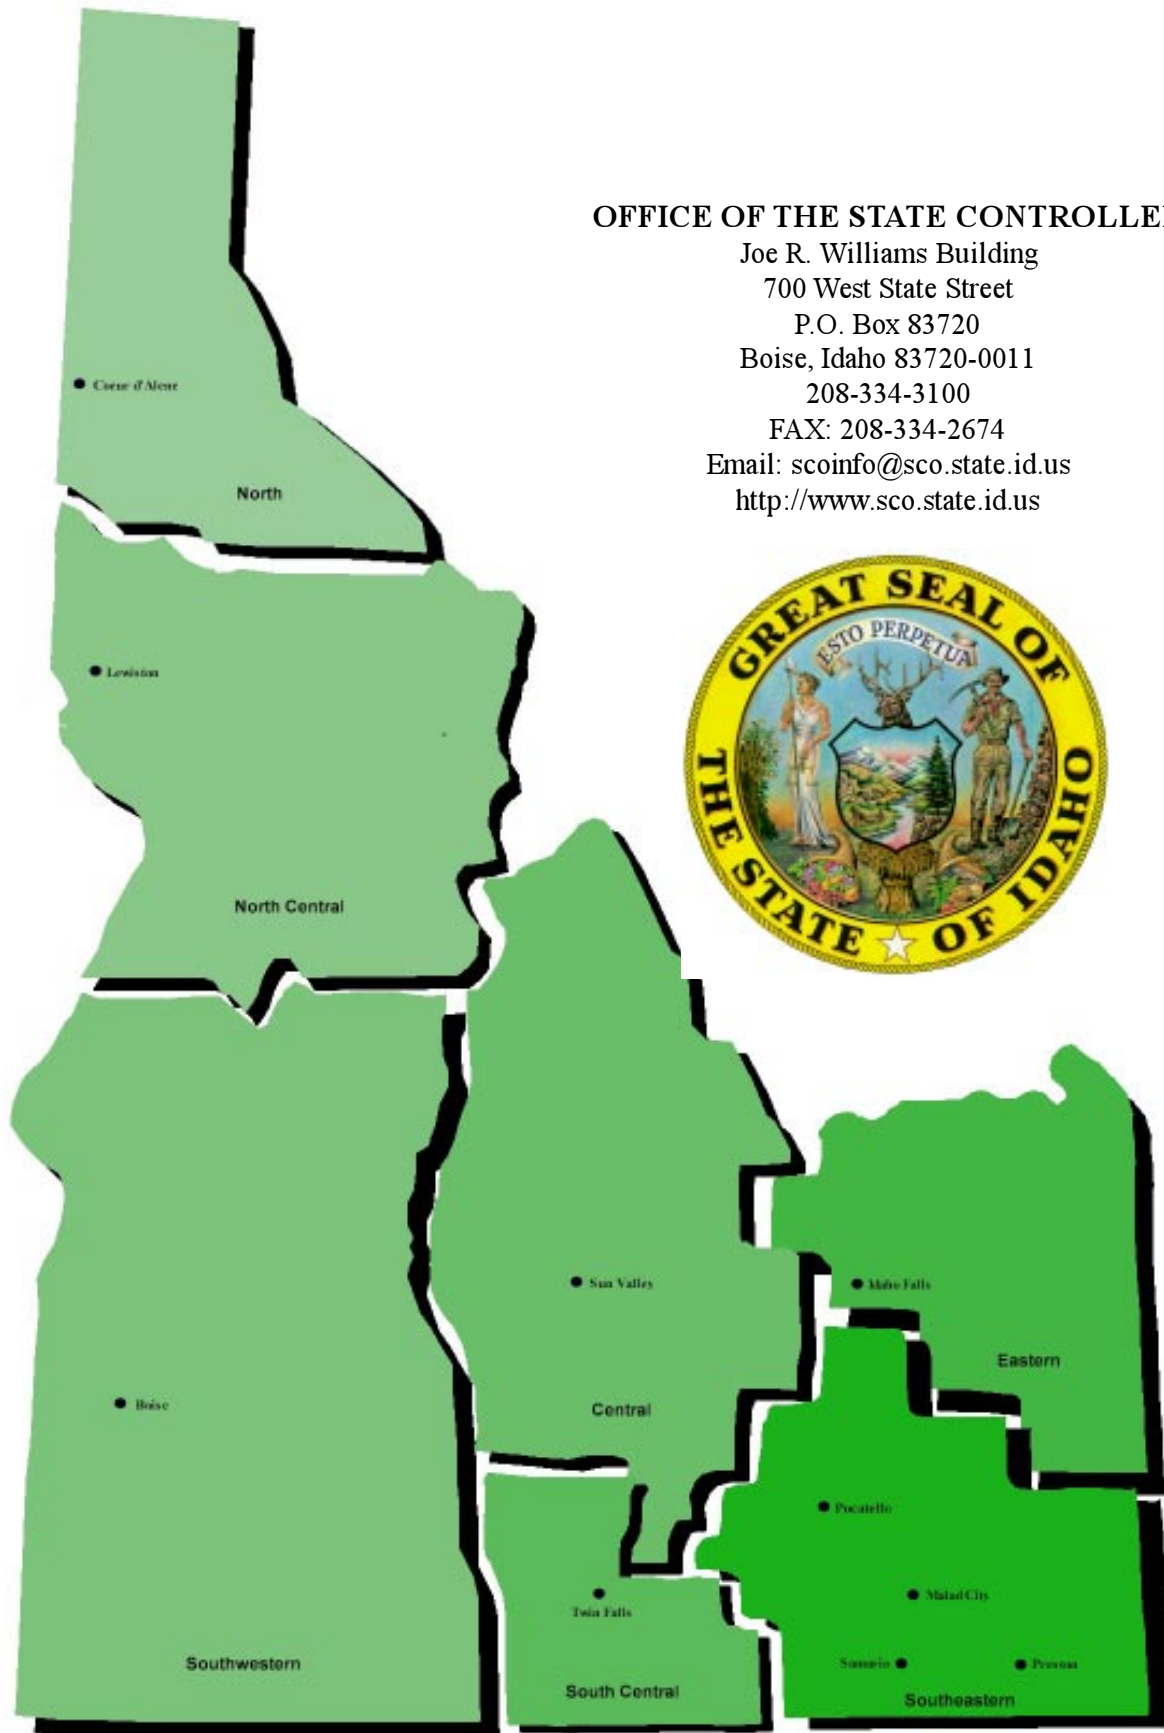 OFFICE OF THE STATE CONTROLLE
Joe R. Williams Building
700 West State Street
P.O. Box 83720
Boise, Idaho 83720-0011
208-334-3100
FAX: 208-334-2674
Email: scoinfo@sco.state.id.us
http://www.sco.state.id.us
GREAT SEAL OF
THE STATE OF IDAHO
ESTO PERPETUA
Coeur d'Alene
North
Lewiston
North Central
Sun Valley
Idaho Falls
Eastern
Boise
Central
Pocatello
Twin Falls
Malad City
Southwestern
South Central
Preston
Southeastern